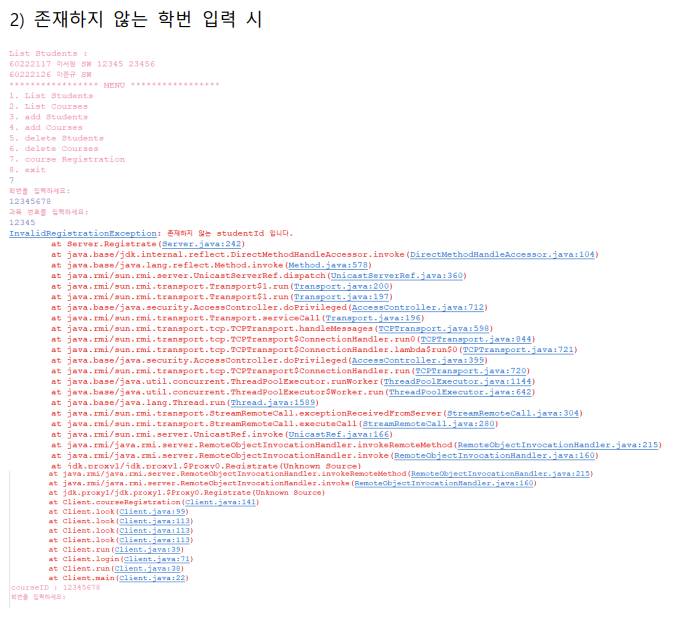 2) 존재하지 않는 학번 입력 시
List Students :
60222117 이서현 SW 12345 23456
60222126 이준규 SW
***************** MENU *****************
1. List Students
2. List Courses
3. add Students
4. add Courses
5. delete Students
6. delete Courses
7. course Registration
8. exit
7
학번을 입력하세요:
12345678
과목 번호를 입력하세요:
12345
InvalidRegistrationException: 존재하지 않는 studentId 입니다.
at Server.Registrate(Server.java:242)
at java.base/jdk.internal.reflect.DirectMethodHandleAccessor.invoke(DirectMethodHandleAccessor.java:104)
at java.base/java.lang.reflect.Method.invoke(Method.java:578)
at java.rmi/sun.rmi.server.UnicastServerRef.dispatch(UnicastServerRef.java:360)
at java.rmi/sun.rmi.transport.Transport$1.run(Transport.java:200)
at java.rmi/sun.rmi.transport.Transport$1.run(Transport.java:197)
at java.base/java.security.AccessController.doPrivileged(AccessController.java:712)
at java.rmi/sun.rmi.transport.Transport.serviceCall(Transport.java:196)
at java.rmi/sun.rmi.transport.tcp.TCPTransport.handleMessages(TCPTransport.java:598)
at java.rmi/sun.rmi.transport.tcp.TCPTransport$ConnectionHandler.run0(TCPTransport.java:844)
at java.rmi/sun.rmi.transport.tcp.TCPTransport$ConnectionHandler.lambda$run$0(TCPTransport.java:721)
at java.base/java.security.AccessController.doPrivileged(AccessController.java:399)
at java.rmi/sun.rmi.transport.tcp.TCPTransport$ConnectionHandler.run(TCPTransport.java:720)
at java.base/java.util.concurrent.ThreadPoolExecutor.runWorker(ThreadPoolExecutor.java:1144)
at java.base/java.util.concurrent.ThreadPoolExecutor$Worker.run(ThreadPoolExecutor.java:642)
at java.base/java.lang.Thread.run(Thread.java:1589)
at java.rmi/sun.rmi.transport.StreamRemoteCall.exceptionReceivedFromServer(StreamRemoteCall.java:304)
at java.rmi/sun.rmi.transport.StreamRemoteCall.executeCall(StreamRemoteCall.java:280)
at java.rmi/sun.rmi.server.UnicastRef.invoke(UnicastRef.java:166)
at java.rmi/java.rmi.server.RemoteObjectInvocationHandler.invokeRemoteMethod(RemoteObjectInvocationHandler.java:215)
at java.rmi/java.rmi.server.RemoteObjectInvocationHandler.invoke(RemoteObjectInvocationHandler.java:160)
at jdk.proxy1/jdk.proxy1.$Proxy0.Registrate(Unknown Source)
at java.rmi/java.rmi.server.RemoteObjectInvocationHandler.invokeRemoteMethod(RemoteObjectInvocationHandler.java:215)
at java.rmi/java.rmi.server.RemoteObjectInvocationHandler.invoke(RemoteObjectInvocationHandler.java:160)
at jdk.proxy1/jdk.proxy1.$Proxy0.Registrate(Unknown Source)
at Client.courseRegistration(Client.java:141)
at Client.look(Client.java:99)
at Client.look(Client.java:113)
at Client.look(Client.java:113)
at Client.look(Client.java:113)
at Client.run(Client.java:39)
at Client.login(Client.java:71)
at Client.run(Client.java:38)
at Client.main(Client.java:22)
courseID : 12345678
학번을 입력하세요: